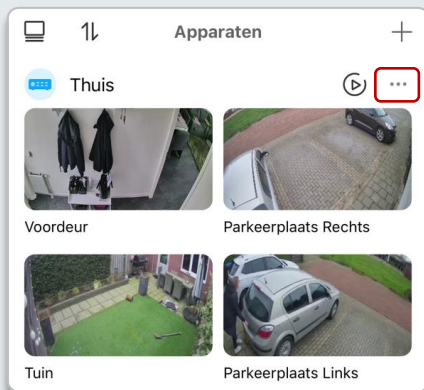 Apparaten
Thuis
Voordeur
Parkeerplaats Rechts
Tuin
Parkeerplaats Links